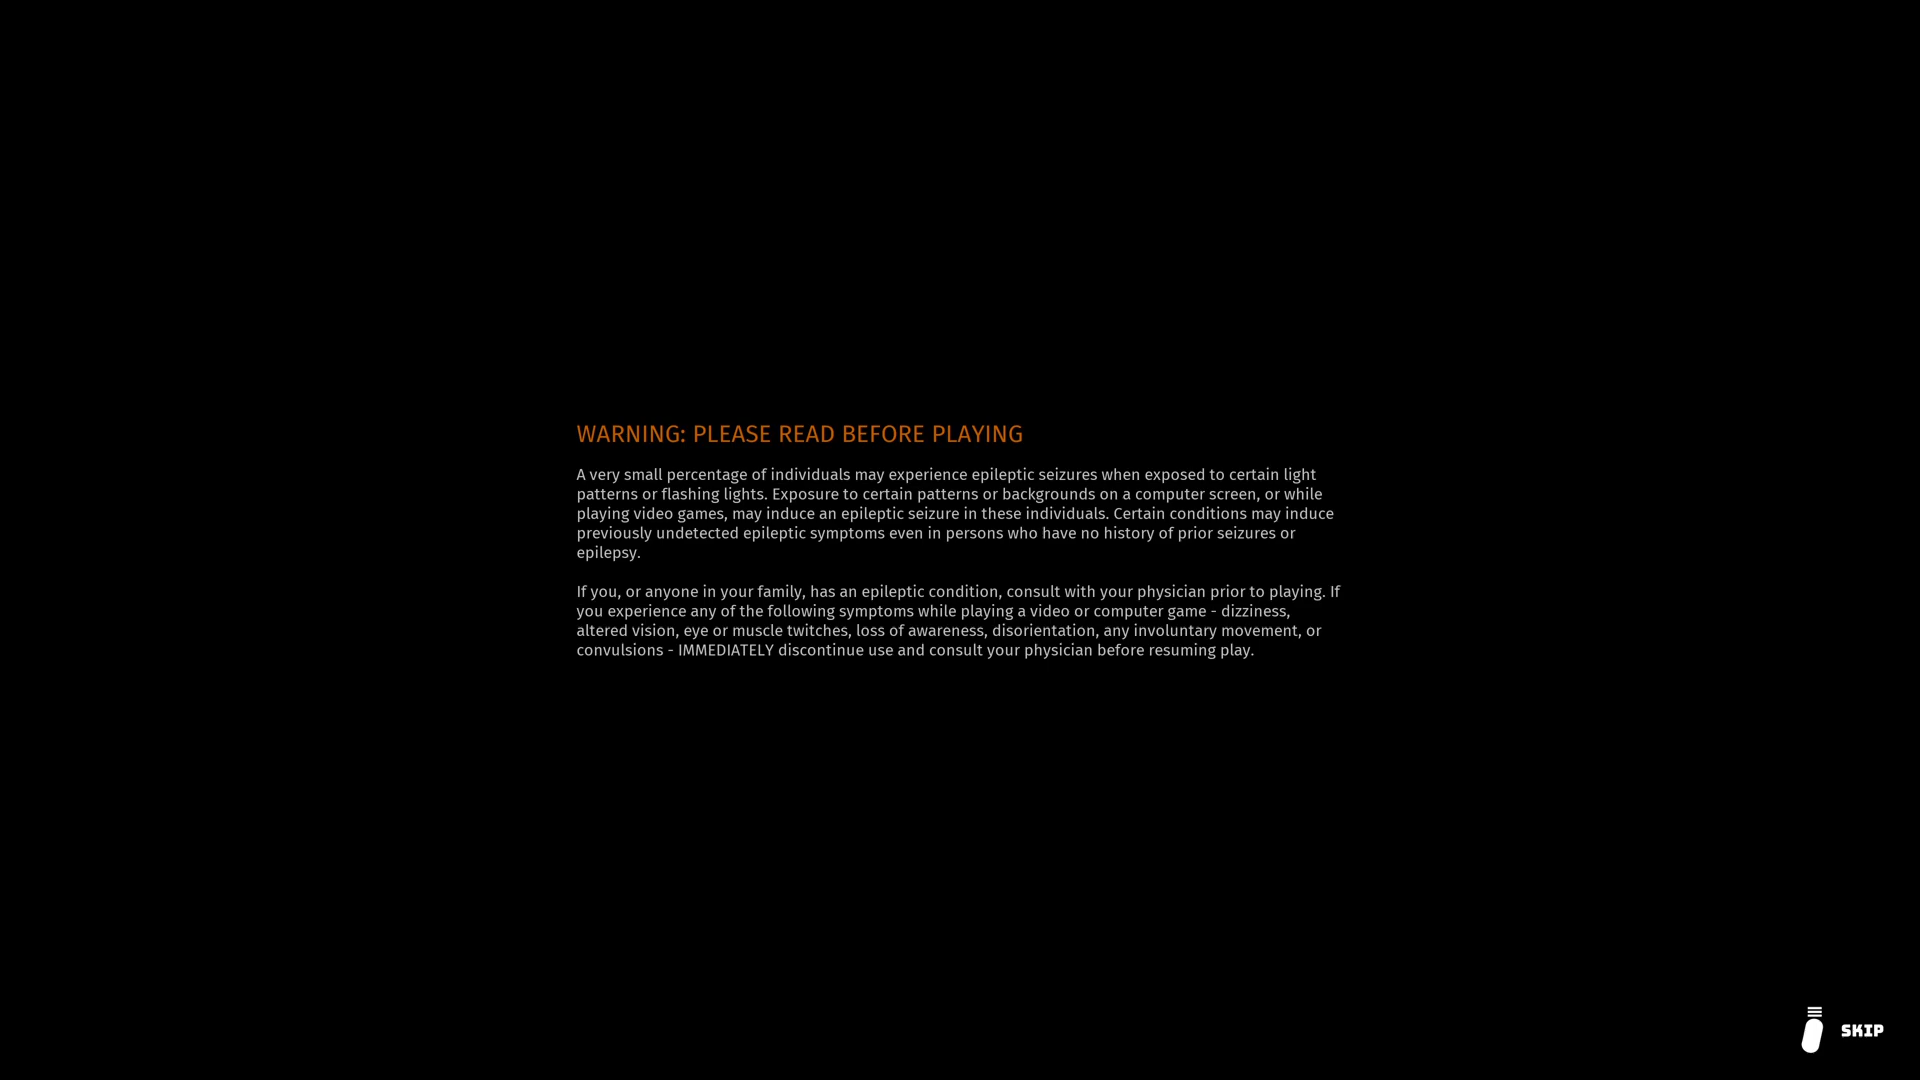 WARNING: PLEASE READ BEFORE PLAYING
A very small percentage of individuals may experience epileptic seizures when exposed to certain light
patterns or flashing lights. Exposure to certain patterns or backgrounds on a computer screen, or while
playing video games, may induce an epileptic seizure in these individuals. Certain conditions may induce
previously undetected epileptic symptoms even in persons who have no history of prior seizures or
epilepsy.
If you, or anyone in your family, has an epileptic condition, consult with your physician prior to playing. If
you experience any of the following symptoms while playing a video or computer game - dizziness,
altered vision, eye or muscle twitches, loss of awareness, disorientation, any involuntary movement, or
convulsions - IMMEDIATELY discontinue use and consult your physician before resuming play.
SKIP